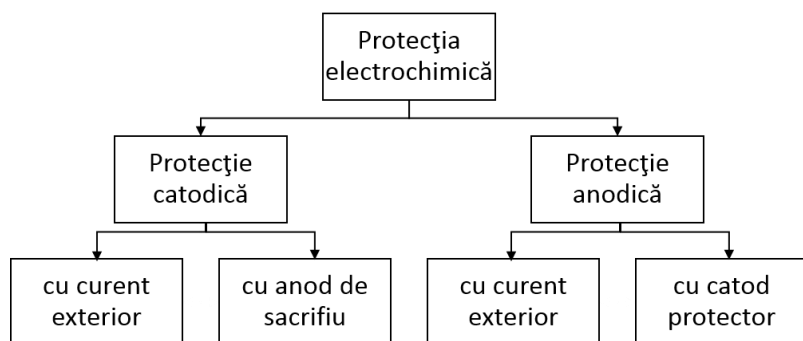 Protecţia
electrochimică
Protecţie
catodică
Protecţie
anodică
cu curent
exterior
cu anod de
sacrifiu
cu curent
exterior
cu catod
protector